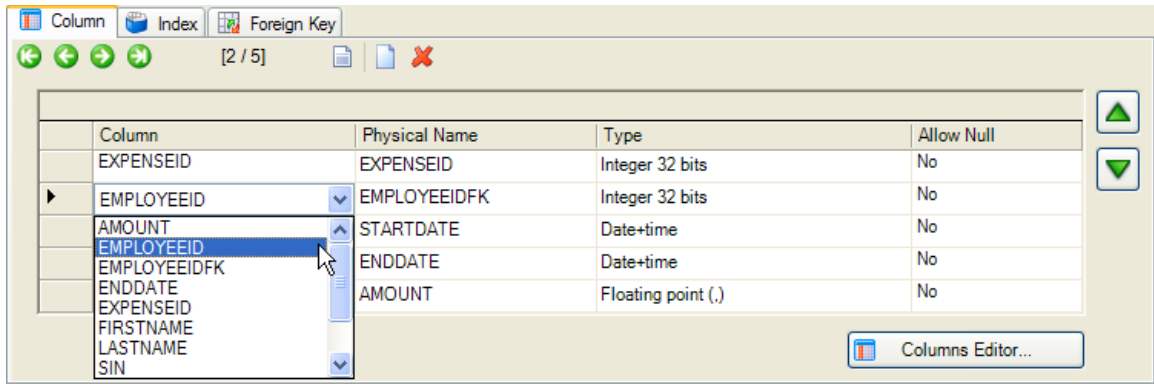 Column Index Foreign Key
[2 / 5]
Column Physical Name Type Allow Null
EXPENSEID EXPENSEID Integer 32 bits No
EMPLOYEEID EMPLOYEEIDFK Integer 32 bits No
AMOUNT STARTDATE Date+time No
EMPLOYEEID
EMPLOYEEIDFK ENDDATE Date+time No
ENDDATE
EXPENSEID AMOUNT Floating point (,) No
FIRSTNAME
LASTNAME Columns Editor...
SIN